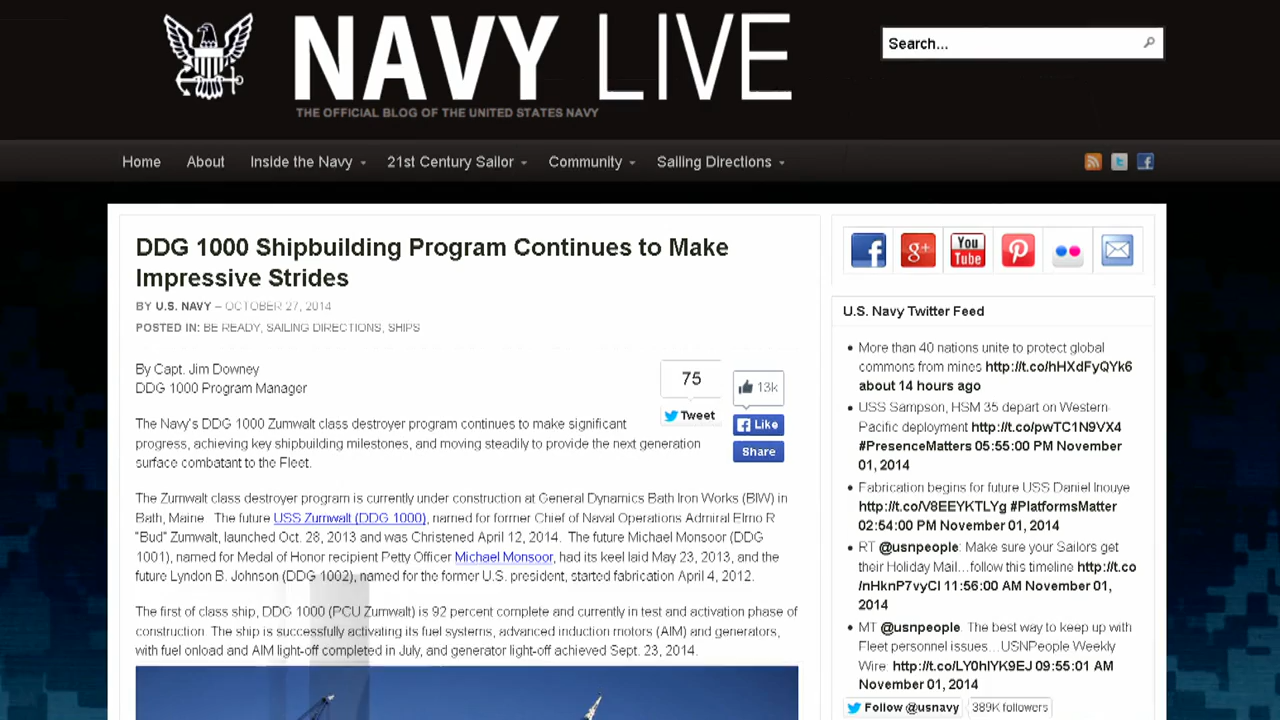 NAVY LIVE
THE OFFICIAL BLOG OF THE UNITED STATES NAVY
Search...
Home About Inside the Navy 21st Century Sailor Community Sailing Directions
DDG 1000 Shipbuilding Program Continues to Make
Impressive Strides
BY U.S. NAVY – OCTOBER 27, 2014
POSTED IN: BE READY, SAILING DIRECTIONS, SHIPS
By Capt. Jim Downey
DDG 1000 Program Manager
75
Tweet
13k
Like
Share
The Navy's DDG 1000 Zumwalt class destroyer program continues to make significant
progress, achieving key shipbuilding milestones, and moving steadily to provide the next generation
surface combatant to the Fleet.
The Zumwalt class destroyer program is currently under construction at General Dynamics Bath Iron Works (BIW) in
Bath, Maine. The future USS Zumwalt (DDG 1000), named for former Chief of Naval Operations Admiral Elmo R
"Bud" Zumwalt, launched Oct. 28, 2013 and was Christened April 12, 2014. The future Michael Monsoor (DDG
1001), named for Medal of Honor recipient Petty Officer Michael Monsoor, had its keel laid May 23, 2013, and the
future Lyndon B. Johnson (DDG 1002), named for the former U.S. president, started fabrication April 4, 2012.
The first of class ship, DDG 1000 (PCU Zumwalt) is 92 percent complete and currently in test and activation phase of
construction. The ship is successfully activating its fuel systems, advanced induction motors (AIM) and generators,
with fuel onload and AIM light-off completed in July, and generator light-off achieved Sept. 23, 2014.
You
Tube
U.S. Navy Twitter Feed
More than 40 nations unite to protect global
commons from mines http://t.co/hHXdFyQYk6
about 14 hours ago
USS Sampson, HSM 35 depart on Western
Pacific deployment http://t.co/pwTC1N9VX4
#PresenceMatters 05:55:00 PM November
01, 2014
Fabrication begins for future USS Daniel Inouye
http://t.co/V8EEYKTLYg #PlatformsMatter
02:54:00 PM November 01, 2014
RT @usnpeople: Make sure your Sailors get
their Holiday Mail...follow this timeline http://t.co
/nHknP7vyCl 11:56:00 AM November 01,
2014
MT @usnpeople. The best way to keep up with
Fleet personnel issues...USNPeople Weekly
Wire. http://t.co/LY0hIYK9EJ 09:55:01 AM
November 01, 2014
Follow @usnavy 389K followers